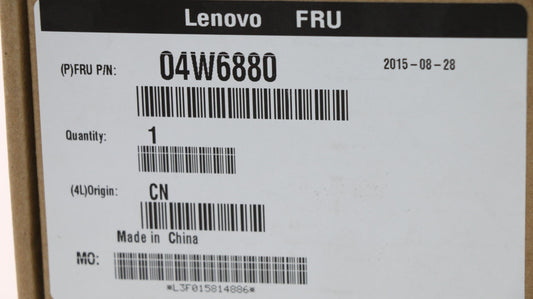 Lenovo FRU
(P)FRU P/N: 04W6880 2015-08-28
Quantity: 1
(4L)Origin: CN
Made in China
MO:
*L3F015814886*